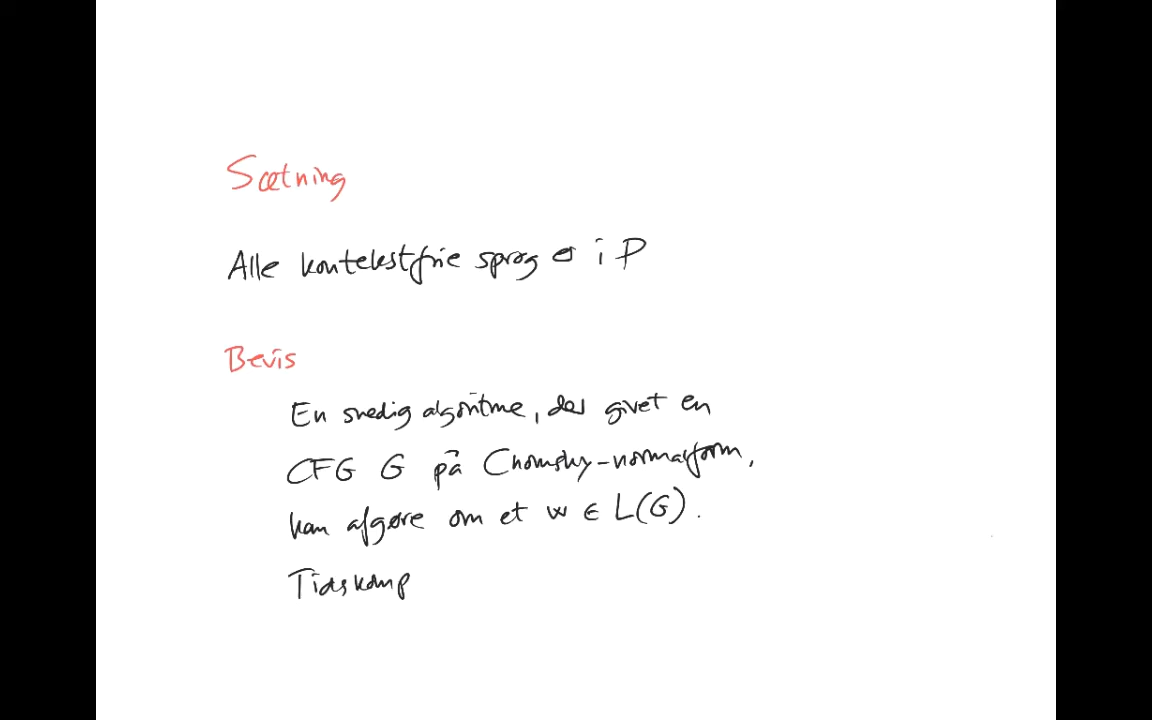 Sætning
Alle kontekstfrie sprog er i P
Bevis
En snedig algoritme, der givet en
CFG G på Chomsky-normalform,
kan afgøre om et w ∈ L(G).
Tidskomp